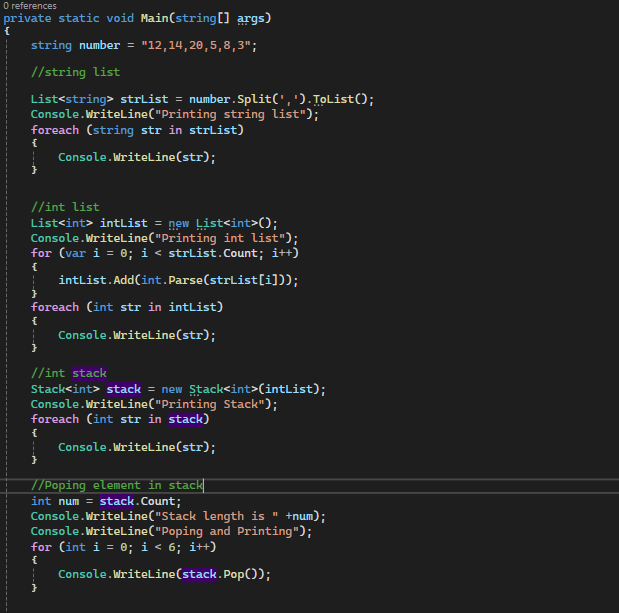 0 references
private static void Main(string[] args)
{
string number = "12,14,20,5,8,3";
//string list
List<string> strList = number.Split(',').ToList();
Console.WriteLine("Printing string list");
foreach (string str in strList)
{
Console.WriteLine(str);
}
//int list
List<int> intList = new List<int>();
Console.WriteLine("Printing int list");
for (var i = 0; i < strList.Count; i++)
{
intList.Add(int.Parse(strList[i]));
}
foreach (int str in intList)
{
Console.WriteLine(str);
}
//int stack
Stack<int> stack = new Stack<int>(intList);
Console.WriteLine("Printing Stack");
foreach (int str in stack)
{
Console.WriteLine(str);
}
//Poping element in stack
int num = stack.Count;
Console.WriteLine("Stack length is " +num);
Console.WriteLine("Poping and Printing");
for (int i = 0; i < 6; i++)
{
Console.WriteLine(stack.Pop());
}